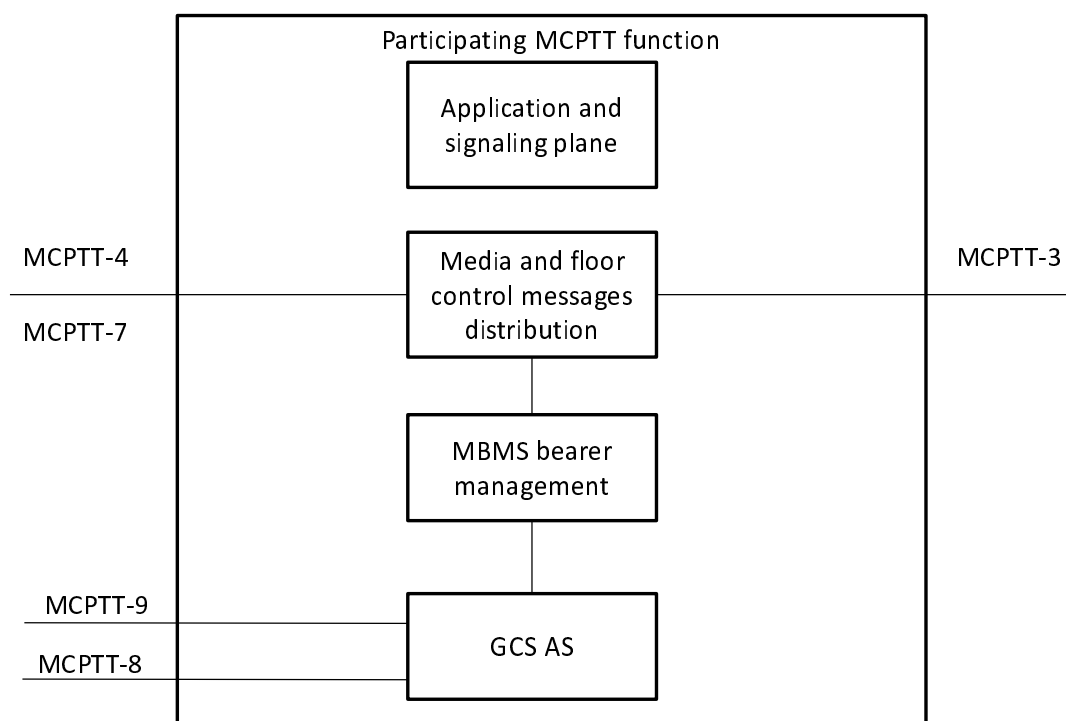 Participating MCPTT function
Application and
signaling plane
MCPTT-4
MCPTT-3
Media and floor
control messages
distribution
MCPTT-7
MBMS bearer
management
MCPTT-9
GCS AS
MCPTT-8